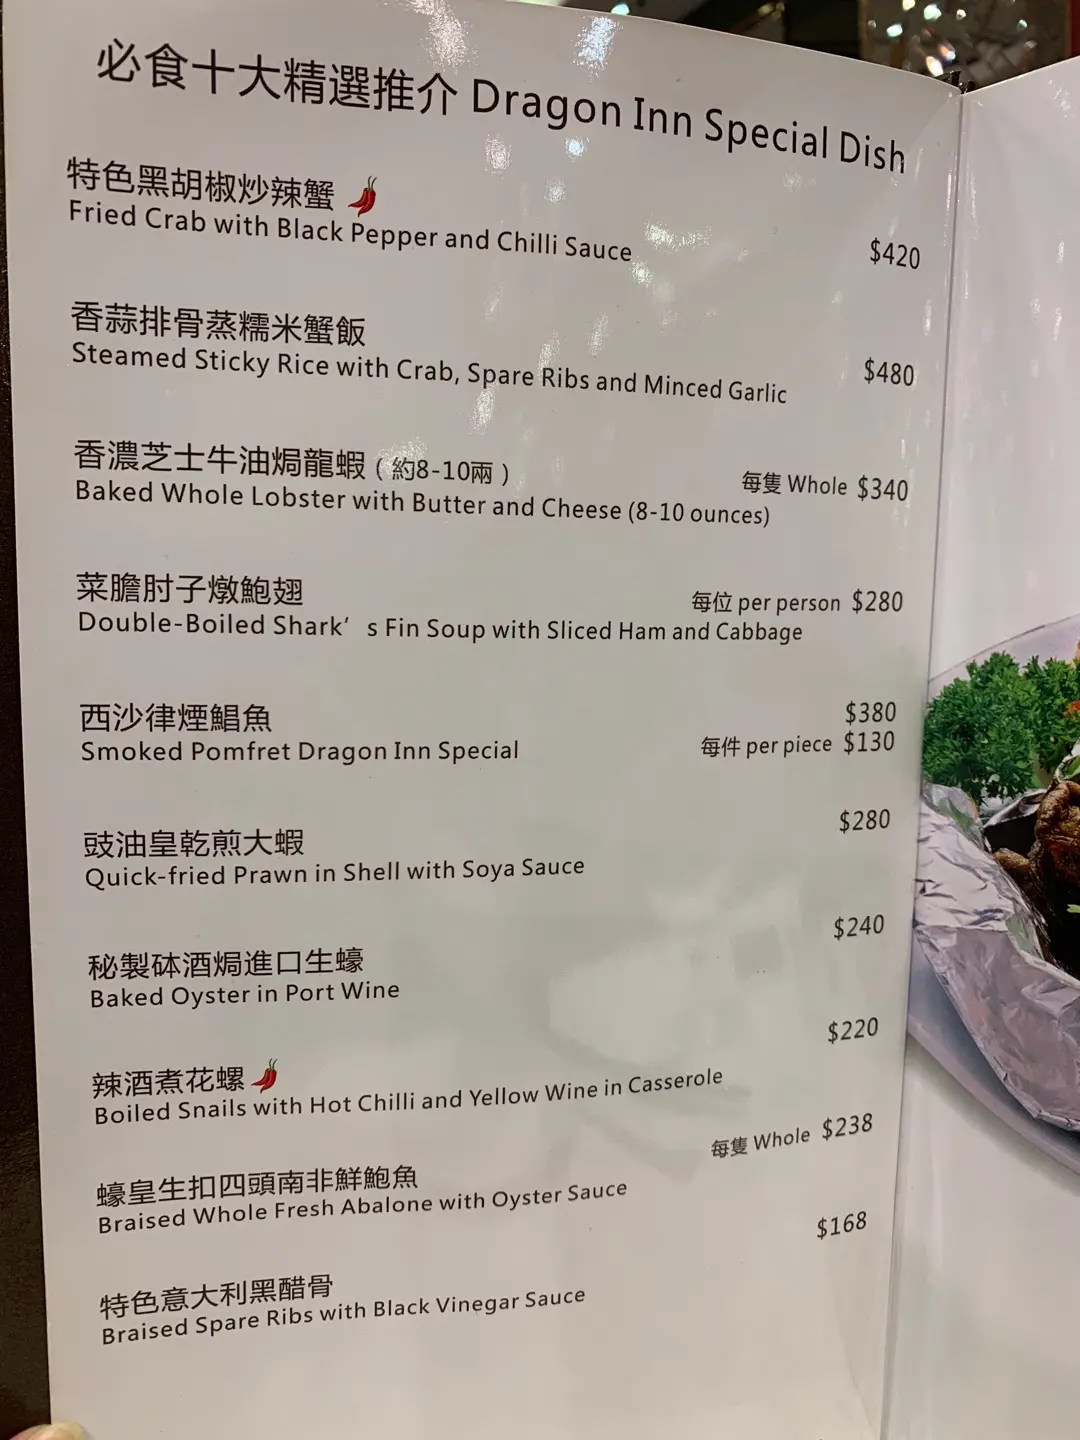 必食十大精選推介 Dragon Inn Special Dish
特色黑胡椒炒辣蟹
Fried Crab with Black Pepper and Chilli Sauce $420
香蒜排骨蒸糯米蟹飯
Steamed Sticky Rice with Crab, Spare Ribs and Minced Garlic $480
香濃芝士牛油焗龍蝦（約8-10兩） 每隻 Whole $340
Baked Whole Lobster with Butter and Cheese (8-10 ounces)
菜膽肘子燉鮑翅 每位 per person $280
Double-Boiled Shark’s Fin Soup with Sliced Ham and Cabbage
西沙律煙鯧魚 $380
Smoked Pomfret Dragon Inn Special 每件 per piece $130
豉油皇乾煎大蝦 $280
Quick-fried Prawn in Shell with Soya Sauce
秘製砵酒焗進口生蠔 $240
Baked Oyster in Port Wine
辣酒煮花螺 $220
Boiled Snails with Hot Chilli and Yellow Wine in Casserole
蠔皇生扣四頭南非鮮鮑魚 每隻 Whole $238
Braised Whole Fresh Abalone with Oyster Sauce
特色意大利黑醋骨 $168
Braised Spare Ribs with Black Vinegar Sauce